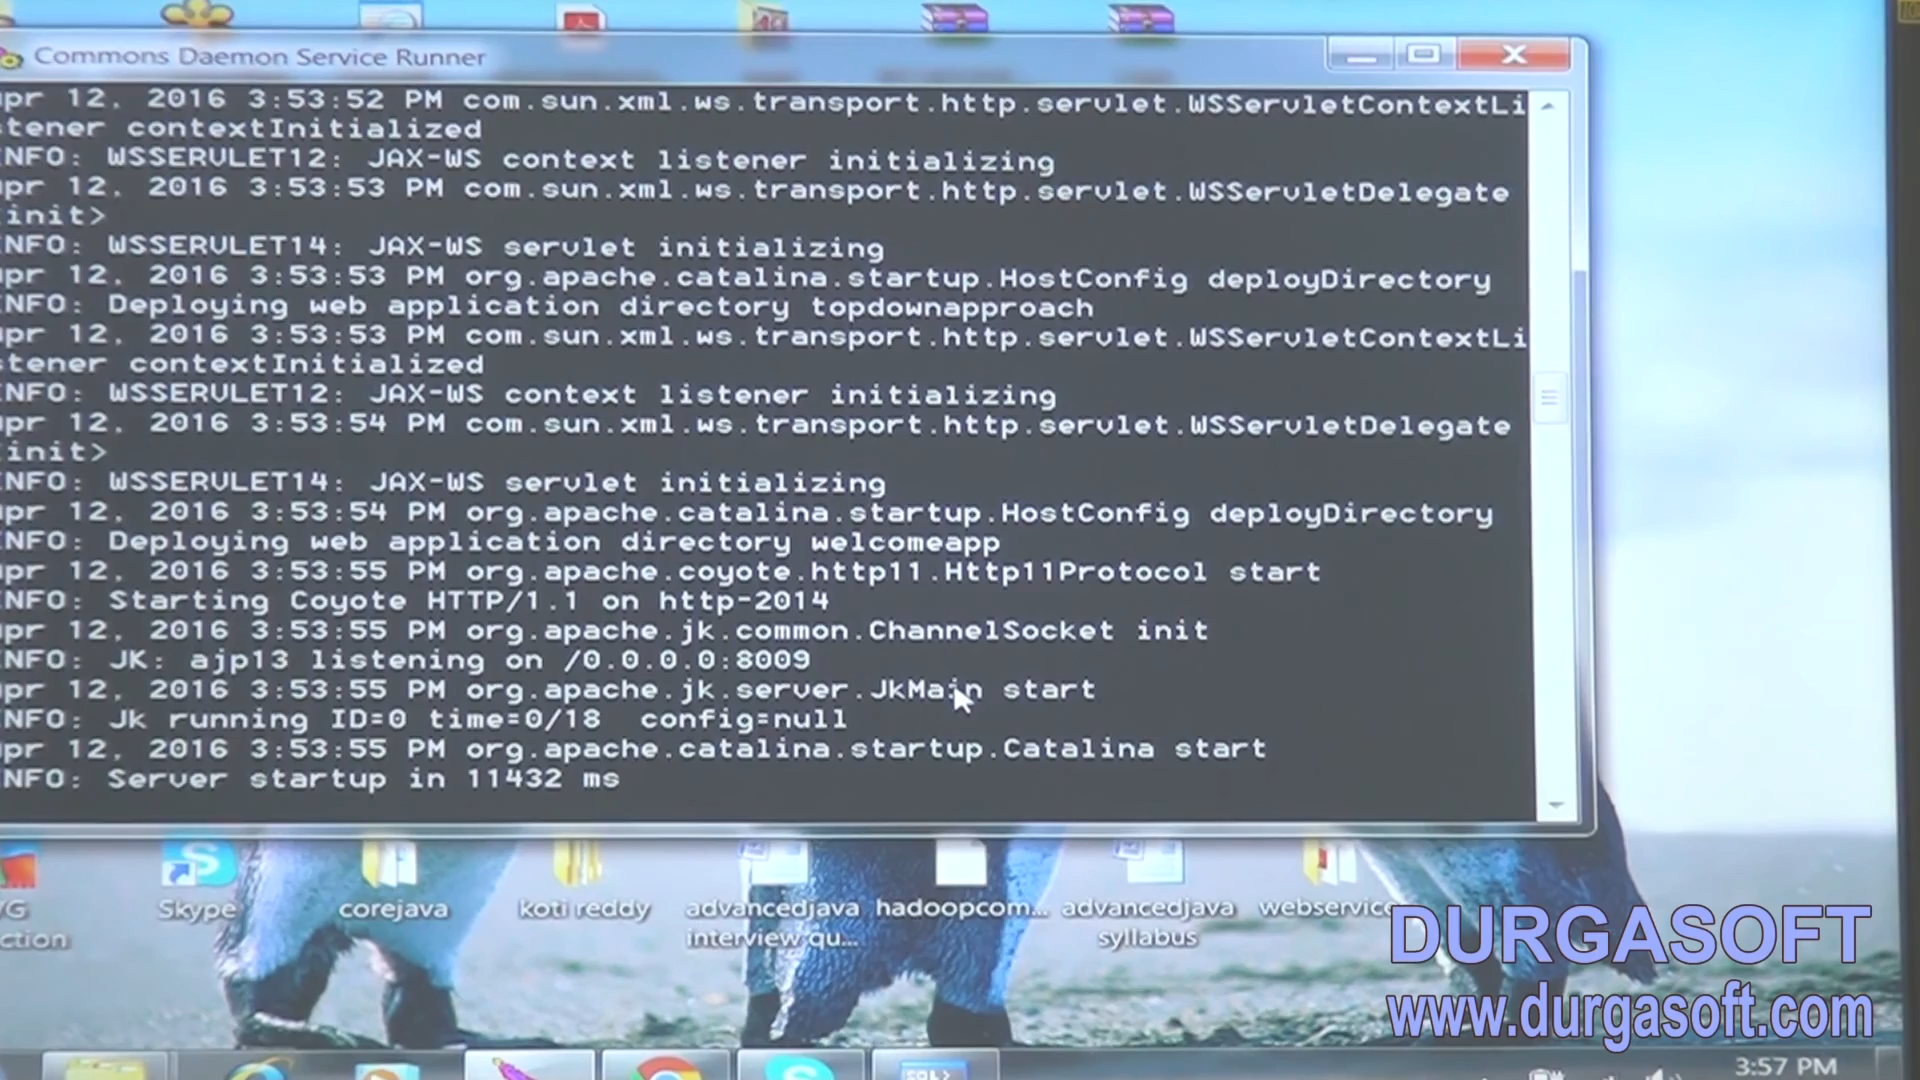 Commons Daemon Service Runner
pr 12, 2016 3:53:52 PM com.sun.xml.ws.transport.http.servlet.WSServletContextLi
stener contextInitialized
NFO: WSSERVLET12: JAX-WS context listener initializing
pr 12, 2016 3:53:53 PM com.sun.xml.ws.transport.http.servlet.WSServletDelegate
init>
NFO: WSSERVLET14: JAX-WS servlet initializing
pr 12, 2016 3:53:53 PM org.apache.catalina.startup.HostConfig deployDirectory
NFO: Deploying web application directory topdownapproach
pr 12, 2016 3:53:53 PM com.sun.xml.ws.transport.http.servlet.WSServletContextLi
stener contextInitialized
NFO: WSSERVLET12: JAX-WS context listener initializing
pr 12, 2016 3:53:54 PM com.sun.xml.ws.transport.http.servlet.WSServletDelegate
init>
NFO: WSSERVLET14: JAX-WS servlet initializing
pr 12, 2016 3:53:54 PM org.apache.catalina.startup.HostConfig deployDirectory
NFO: Deploying web application directory welcomeapp
pr 12, 2016 3:53:55 PM org.apache.coyote.http11.Http11Protocol start
NFO: Starting Coyote HTTP/1.1 on http-2014
pr 12, 2016 3:53:55 PM org.apache.jk.common.ChannelSocket init
NFO: JK: ajp13 listening on /0.0.0.0:8009
pr 12, 2016 3:53:55 PM org.apache.jk.server.JkMain start
NFO: Jk running ID=0 time=0/18 config=null
pr 12, 2016 3:53:55 PM org.apache.catalina.startup.Catalina start
NFO: Server startup in 11432 ms
VG
ction
Skype
corejava
koti reddy
advancedjava
interview qu...
hadoopcom...
advancedjava
syllabus
webservice
DURGASOFT
www.durgasoft.com
3:57 PM